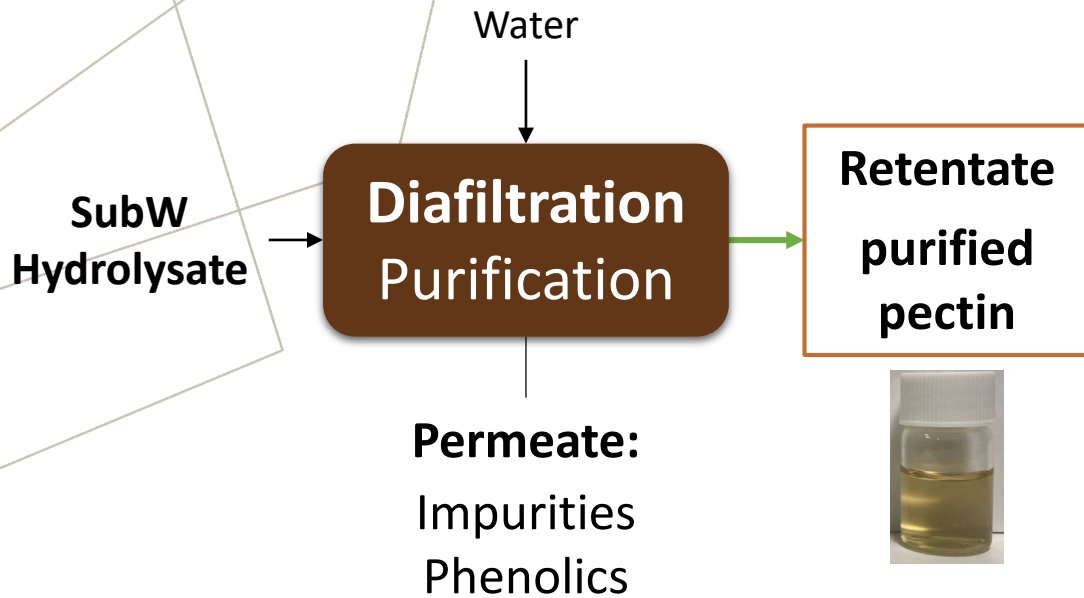 Water
SubW
Hydrolysate
Diafiltration
Purification
Retentate
purified
pectin
Permeate:
Impurities
Phenolics